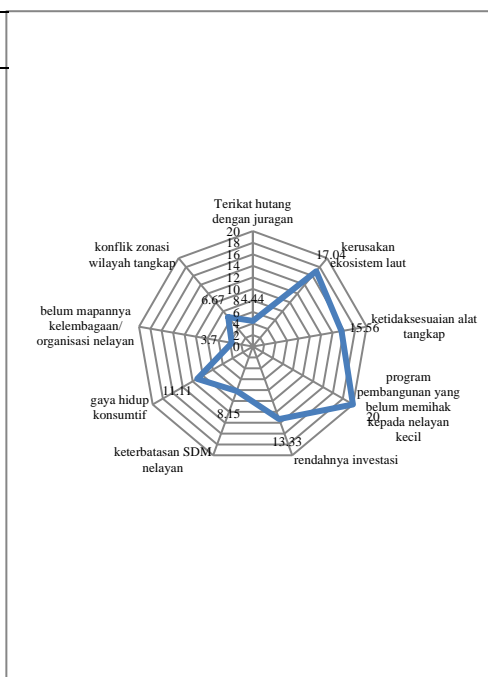 Terikat hutang
dengan juragan
kerusakan
ekosistem laut
ketidaksesuaian alat
tangkap
program
pembangunan yang
belum memihak
kepada nelayan
kecil
rendahnya investasi
keterbatasan SDM
nelayan
gaya hidup
konsumtif
belum mapannya
kelembagaan/
organisasi nelayan
konflik zonasi
wilayah tangkap
20
18
16
14
12
10
8
6
4
2
0
4.44
17.04
15.56
20
13.33
8.15
11.11
3.7
6.67